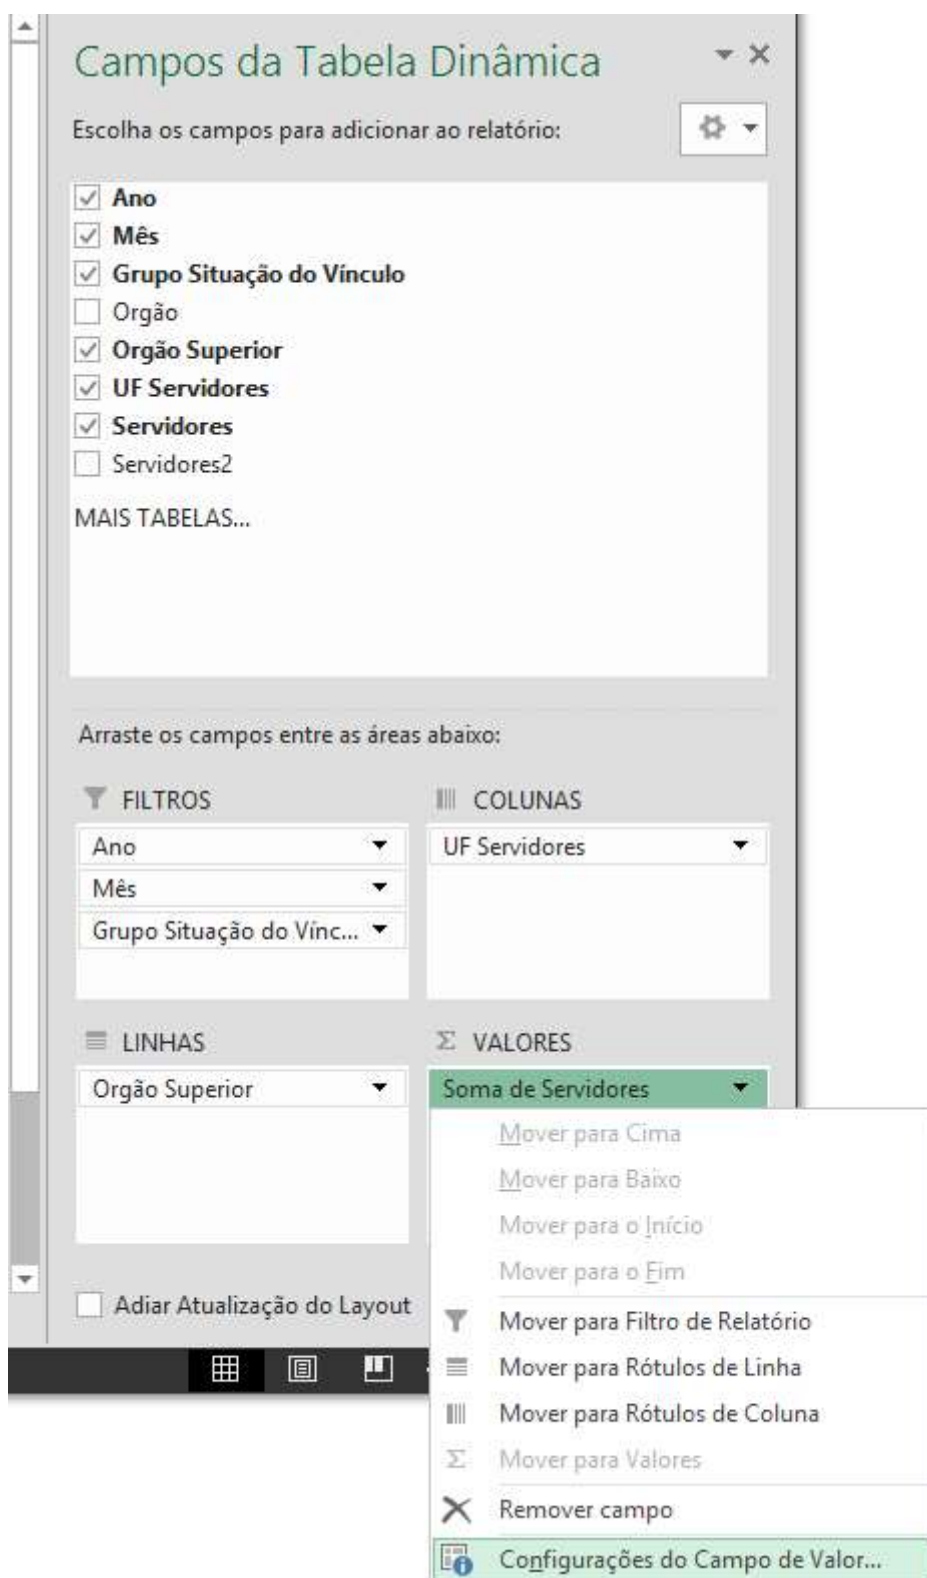 Campos da Tabela Dinâmica
Escolha os campos para adicionar ao relatório:
Ano
Mês
Grupo Situação do Vínculo
Orgão
Orgão Superior
UF Servidores
Servidores
Servidores2
MAIS TABELAS...
Arraste os campos entre as áreas abaixo:
FILTROS
Ano
Mês
Grupo Situação do Vínc...
COLUNAS
UF Servidores
LINHAS
Orgão Superior
Σ VALORES
Soma de Servidores
Mover para Cima
Mover para Baixo
Mover para o Início
Mover para o Fim
Mover para Filtro de Relatório
Mover para Rótulos de Linha
Mover para Rótulos de Coluna
Σ Mover para Valores
Remover campo
Configurações do Campo de Valor...
Adiar Atualização do Layout